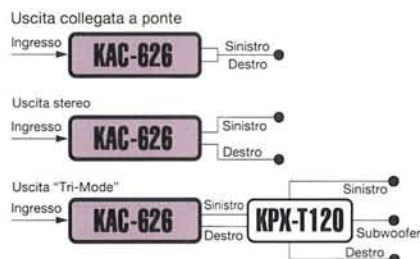 Uscita collegata a ponte
Ingresso
KAC-626
Sinistro
Destro
Uscita stereo
Ingresso
KAC-626
Sinistro
Destro
Uscita "Tri-Mode"
Ingresso
KAC-626
Sinistro
Destro
KPX-T120
Sinistro
Subwoofer
Destro